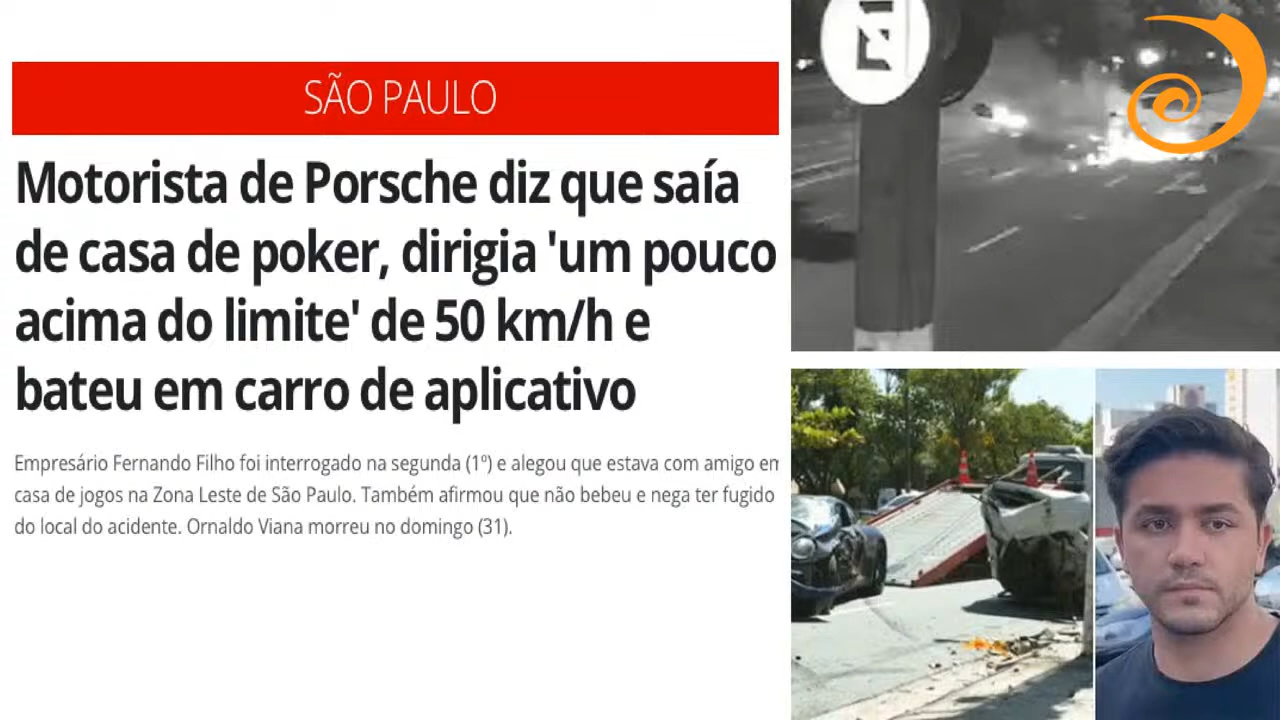 SÃO PAULO
Motorista de Porsche diz que saía
de casa de poker, dirigia 'um pouco
acima do limite' de 50 km/h e
bateu em carro de aplicativo
Empresário Fernando Filho foi interrogado na segunda (1º) e alegou que estava com amigo em
casa de jogos na Zona Leste de São Paulo. Também afirmou que não bebeu e nega ter fugido
do local do acidente. Ornaldo Viana morreu no domingo (31).